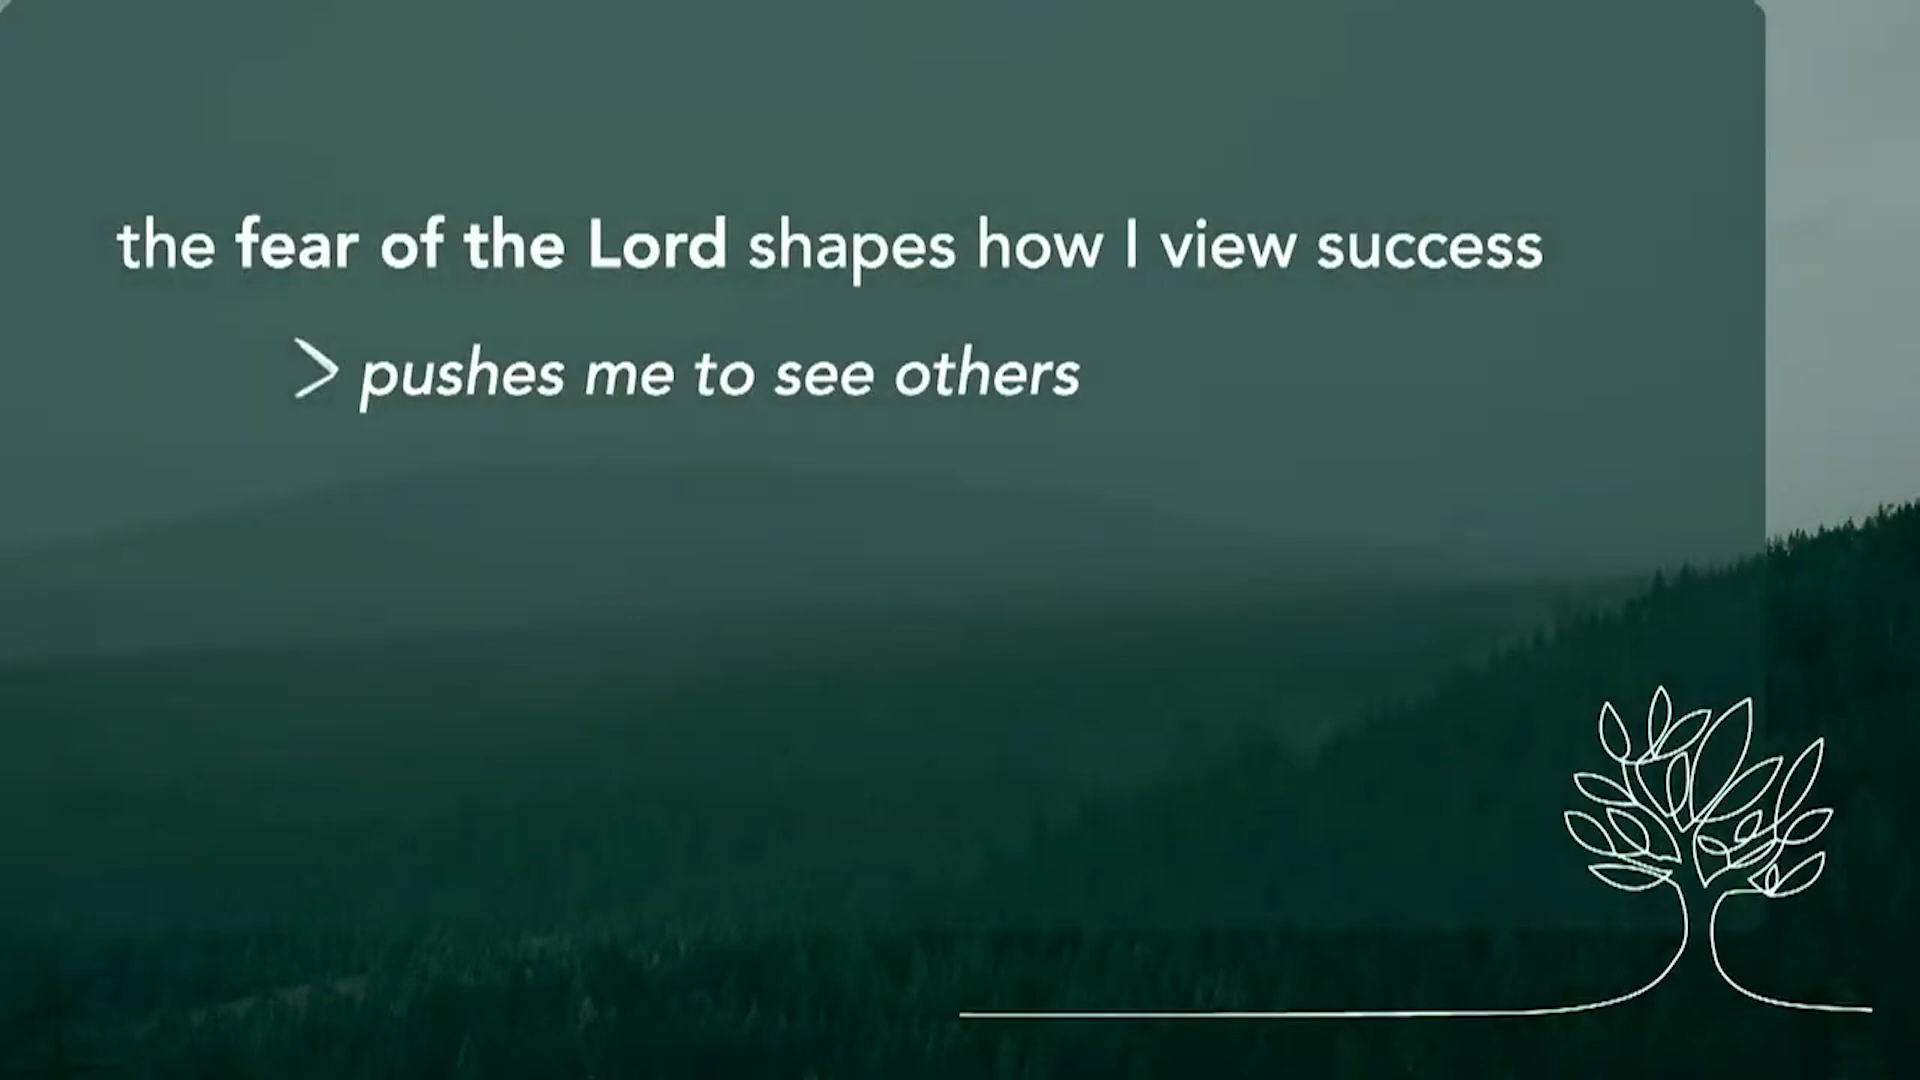 the fear of the Lord shapes how I view success
> pushes me to see others